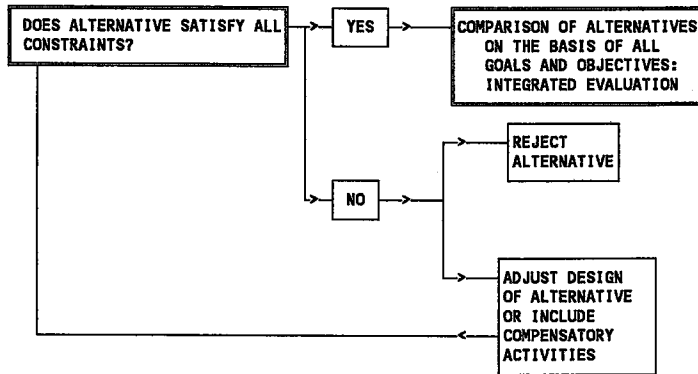 DOES ALTERNATIVE SATISFY ALL
CONSTRAINTS?
YES
COMPARISON OF ALTERNATIVES
ON THE BASIS OF ALL
GOALS AND OBJECTIVES:
INTEGRATED EVALUATION
REJECT
ALTERNATIVE
NO
ADJUST DESIGN
OF ALTERNATIVE
OR INCLUDE
COMPENSATORY
ACTIVITIES